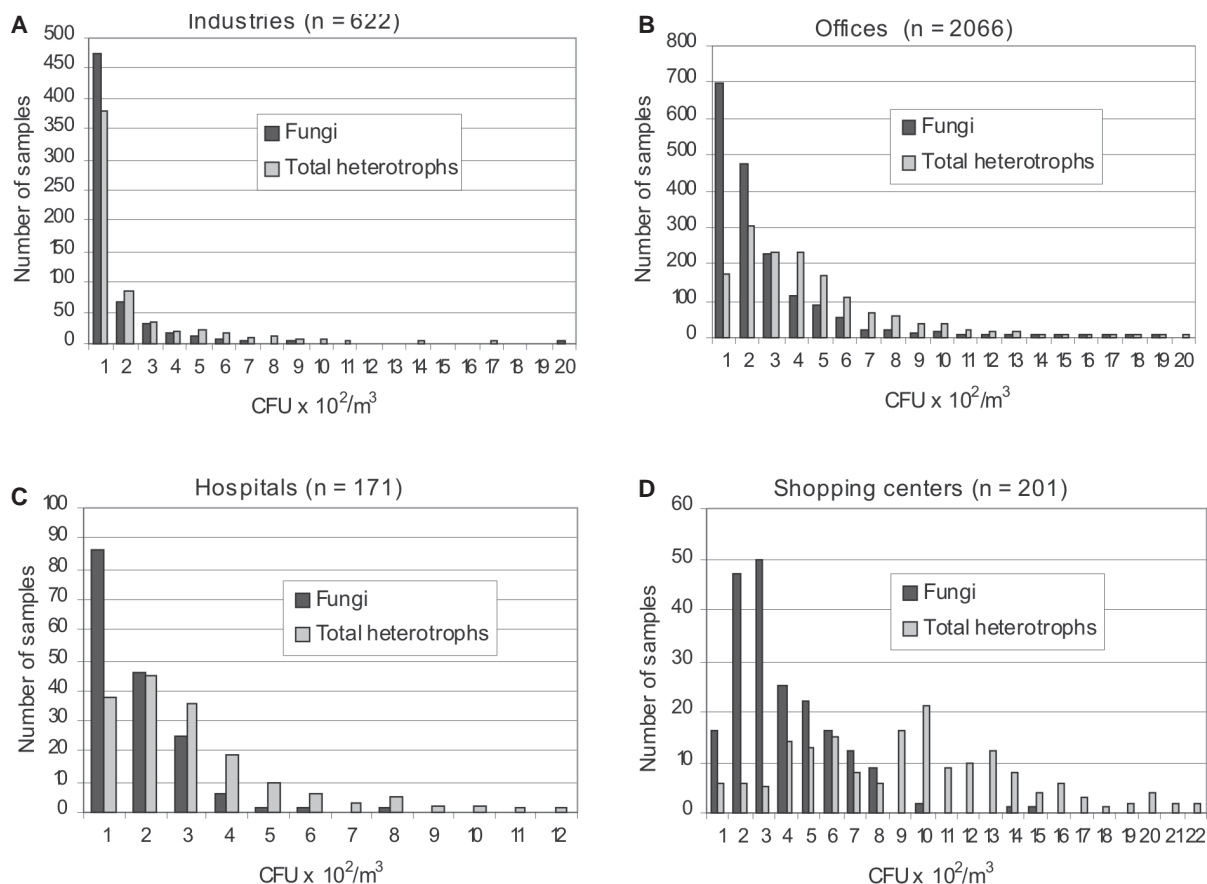 A
Industries (n = 622)
Number of samples
500
450
400
350
300
250
200
150
100
50
0
Fungi
Total heterotrophs
1 2 3 4 5 6 7 8 9 10 11 12 13 14 15 16 17 18 19 20
CFU x 10²/m³
B
Offices (n = 2066)
Number of samples
800
700
600
500
400
300
200
100
0
Fungi
Total heterotrophs
1 2 3 4 5 6 7 8 9 10 11 12 13 14 15 16 17 18 19 20
CFU x 10²/m³
C
Hospitals (n = 171)
Number of samples
100
90
80
70
60
50
40
30
20
10
0
Fungi
Total heterotrophs
1 2 3 4 5 6 7 8 9 10 11 12
CFU x 10²/m³
D
Shopping centers (n = 201)
Number of samples
60
50
40
30
20
10
0
Fungi
Total heterotrophs
1 2 3 4 5 6 7 8 9 10 11 12 13 14 15 16 17 18 19 20 21 22
CFU x 10²/m³